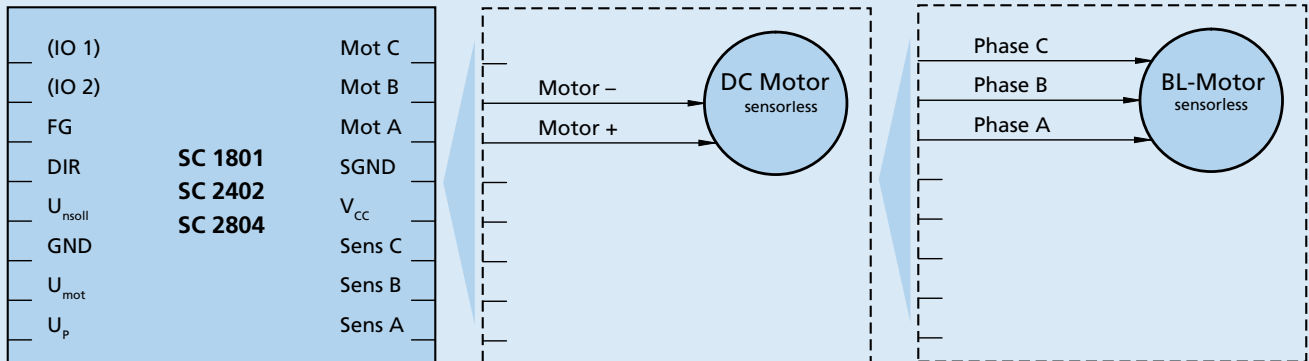 (IO 1)
(IO 2)
FG
DIR
Unsoll
GND
Umot
UP
SC 1801
SC 2402
SC 2804
Mot C
Mot B
Mot A
SGND
VCC
Sens C
Sens B
Sens A
Motor –
Motor +
DC Motor
sensorless
Phase C
Phase B
Phase A
BL-Motor
sensorless